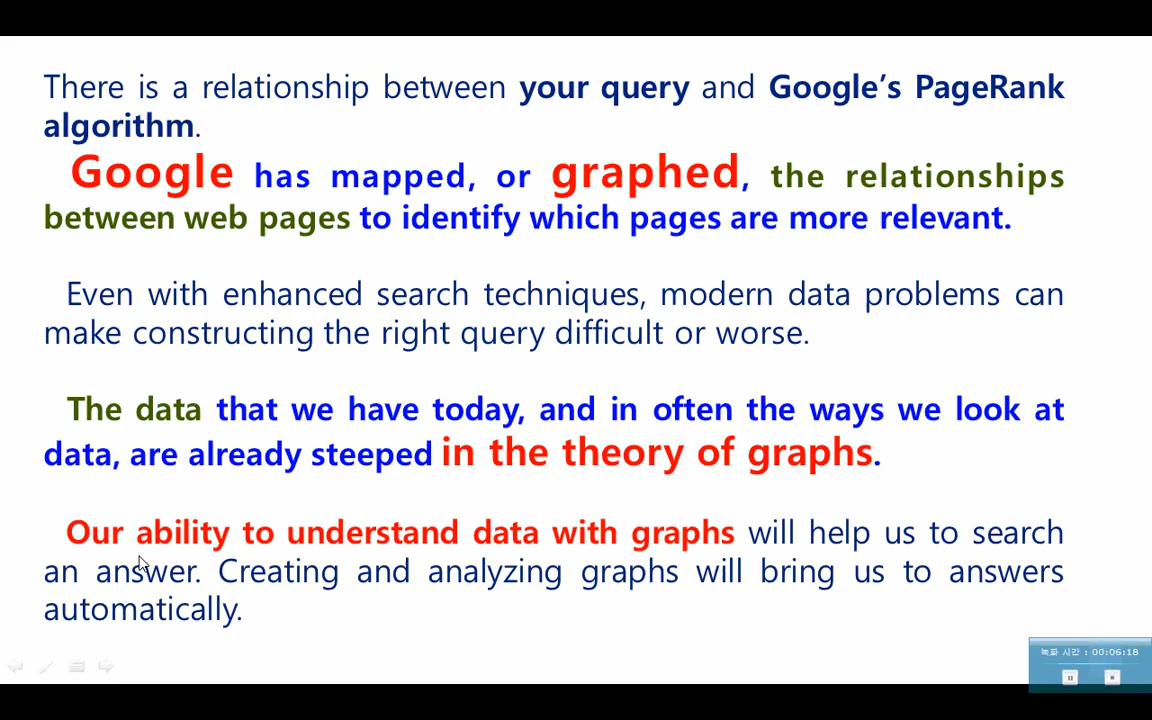 There is a relationship between your query and Google’s PageRank
algorithm.
Google has mapped, or graphed, the relationships
between web pages to identify which pages are more relevant.
Even with enhanced search techniques, modern data problems can
make constructing the right query difficult or worse.
The data that we have today, and in often the ways we look at
data, are already steeped in the theory of graphs.
Our ability to understand data with graphs will help us to search
an answer. Creating and analyzing graphs will bring us to answers
automatically.
녹화 시간 : 00:06:18